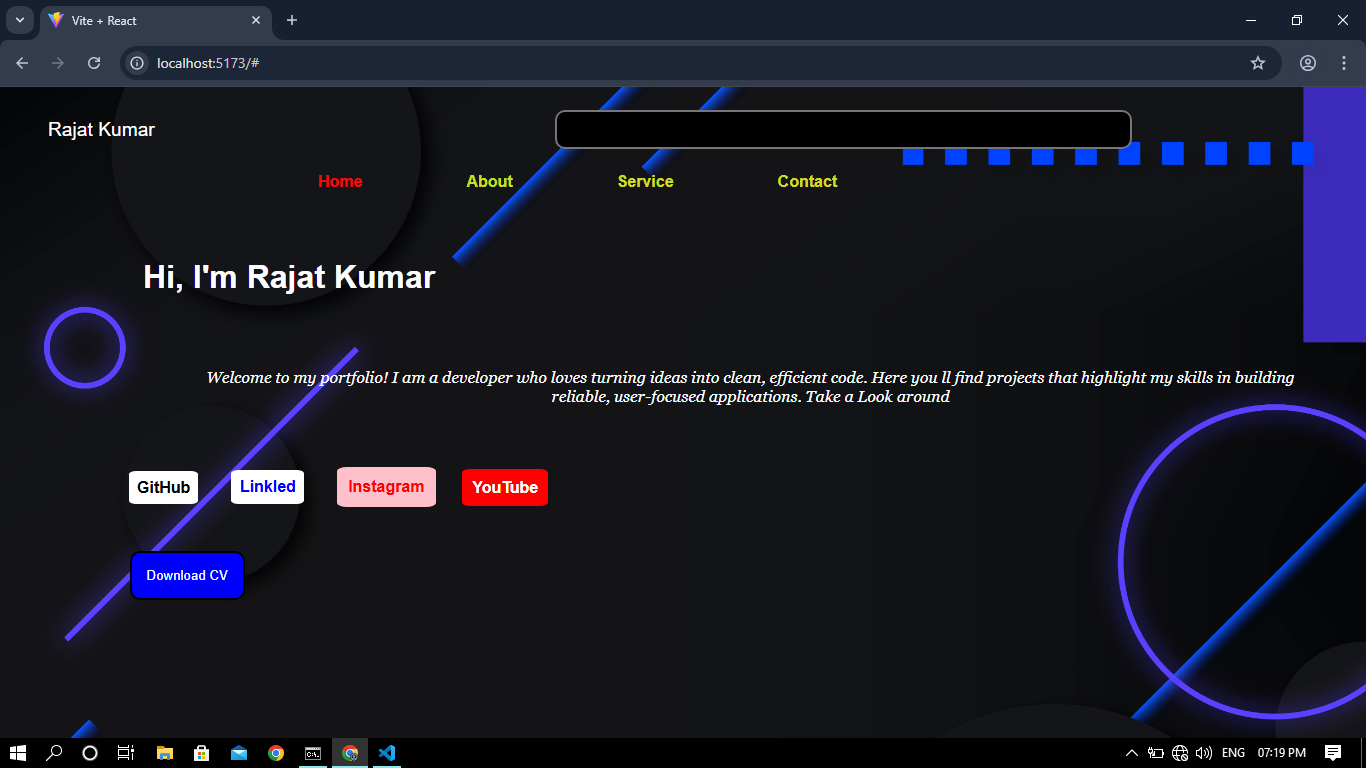 Vite + React
localhost:5173/#
Rajat Kumar
Home About Service Contact
Hi, I'm Rajat Kumar
Welcome to my portfolio! I am a developer who loves turning ideas into clean, efficient code. Here you ll find projects that highlight my skills in building
reliable, user-focused applications. Take a Look around
GitHub Linkled Instagram YouTube
Download CV
ENG 07:19 PM